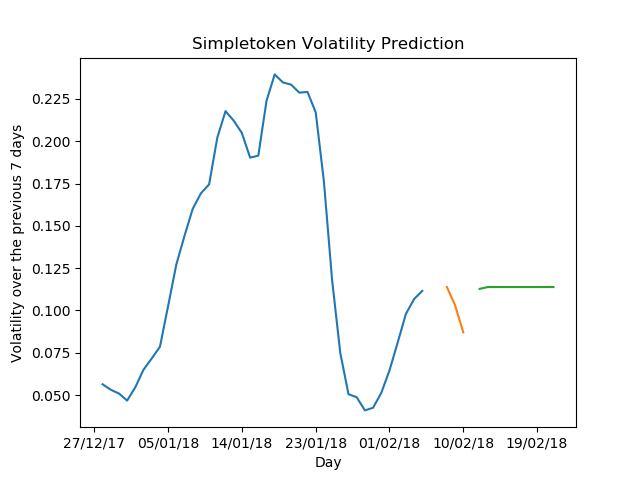 Simpletoken Volatility Prediction
Volatility over the previous 7 days
0.225
0.200
0.175
0.150
0.125
0.100
0.075
0.050
27/12/17 05/01/18 14/01/18 23/01/18 01/02/18 10/02/18 19/02/18
Day